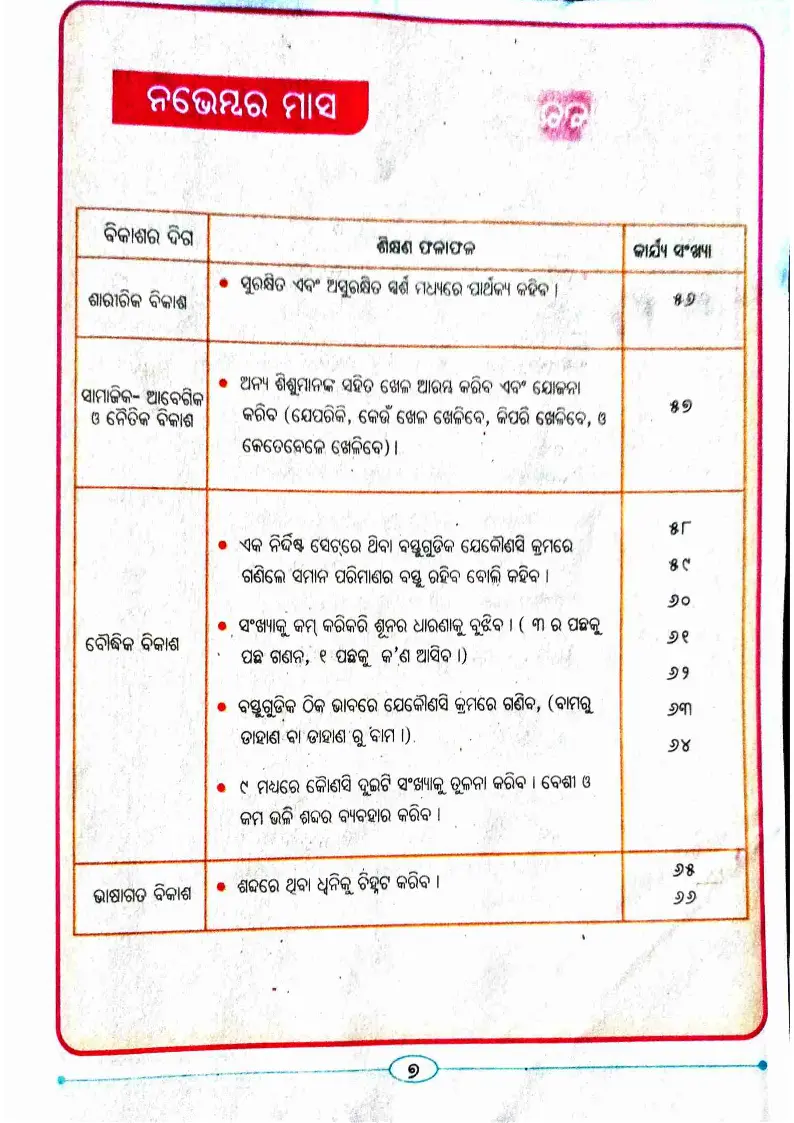 ନଭେମ୍ବର ମାସ
ବିକାଶର ଦିଗ
ଶିକ୍ଷଣ ଫଳାଫଳ
କାର୍ଯ୍ୟ ସଂଖ୍ୟା
ଶାରୀରିକ ବିକାଶ
• ସୁରକ୍ଷିତ ଏବଂ ଅସୁରକ୍ଷିତ ସ୍ପର୍ଶ ମଧ୍ୟରେ ପାର୍ଥକ୍ୟ କହିବ ।
୫୬
ସାମାଜିକ- ଆବେଗିକ
ଓ ନୈତିକ ବିକାଶ
• ଅନ୍ୟ ଶିଶୁମାନଙ୍କ ସହିତ ଖେଳ ଆରମ୍ଭ କରିବ ଏବଂ ଯୋଜନା
କରିବ (ଯେପରିକି, କେଉଁ ଖେଳ ଖେଳିବେ, କିପରି ଖେଳିବେ, ଓ
କେତେବେଳେ ଖେଳିବେ) ।
୫୭
ବୌଦ୍ଧିକ ବିକାଶ
• ଏକ ନିର୍ଦ୍ଦିଷ୍ଟ ସେଟ୍‌ରେ ଥିବା ବସ୍ତୁଗୁଡିକ ଯେକୌଣସି କ୍ରମରେ
ଗଣିଲେ ସମାନ ପରିମାଣର ବସ୍ତୁ ରହିବ ବୋଲି କହିବ ।
• ସଂଖ୍ୟାକୁ କମ୍ କରିକରି ଶୂନର ଧାରଣାକୁ ବୁଝିବ । ( ୩ ର ପଛକୁ
ପଛ ଗଣନ, ୧ ପଛକୁ କ'ଣ ଆସିବ ।)
• ବସ୍ତୁଗୁଡ଼ିକ ଠିକ ଭାବରେ ଯେକୌଣସି କ୍ରମରେ ଗଣିବ, (ବାମରୁ
ଡାହାଣ ବା ଡାହାଣ ରୁ ବାମ ।)
• ୯ ମଧ୍ୟରେ କୌଣସି ଦୁଇଟି ସଂଖ୍ୟାକୁ ତୁଳନା କରିବ । ବେଶୀ ଓ
କମ ଭଳି ଶବ୍ଦର ବ୍ୟବହାର କରିବ ।
୫୮
୫୯
୬୦
୬୧
୬୨
୬୩
୬୪
ଭାଷାଗତ ବିକାଶ
• ଶବ୍ଦରେ ଥିବା ଧ୍ୱନିକୁ ଚିହ୍ନଟ କରିବ ।
୬୫
୬୬
୭